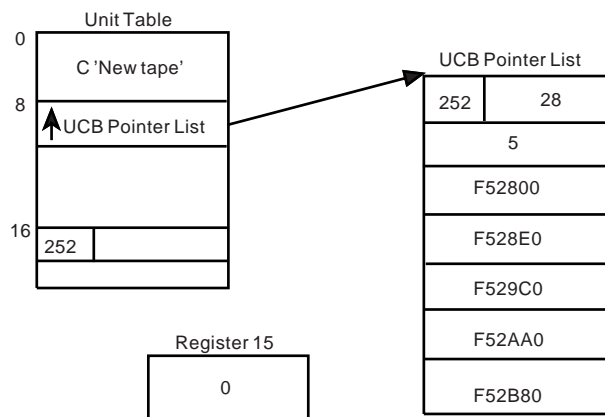 Unit Table
0
C 'New tape'
8
UCB Pointer List
16
252
UCB Pointer List
252 28
5
F52800
F528E0
F529C0
F52AA0
F52B80
Register 15
0